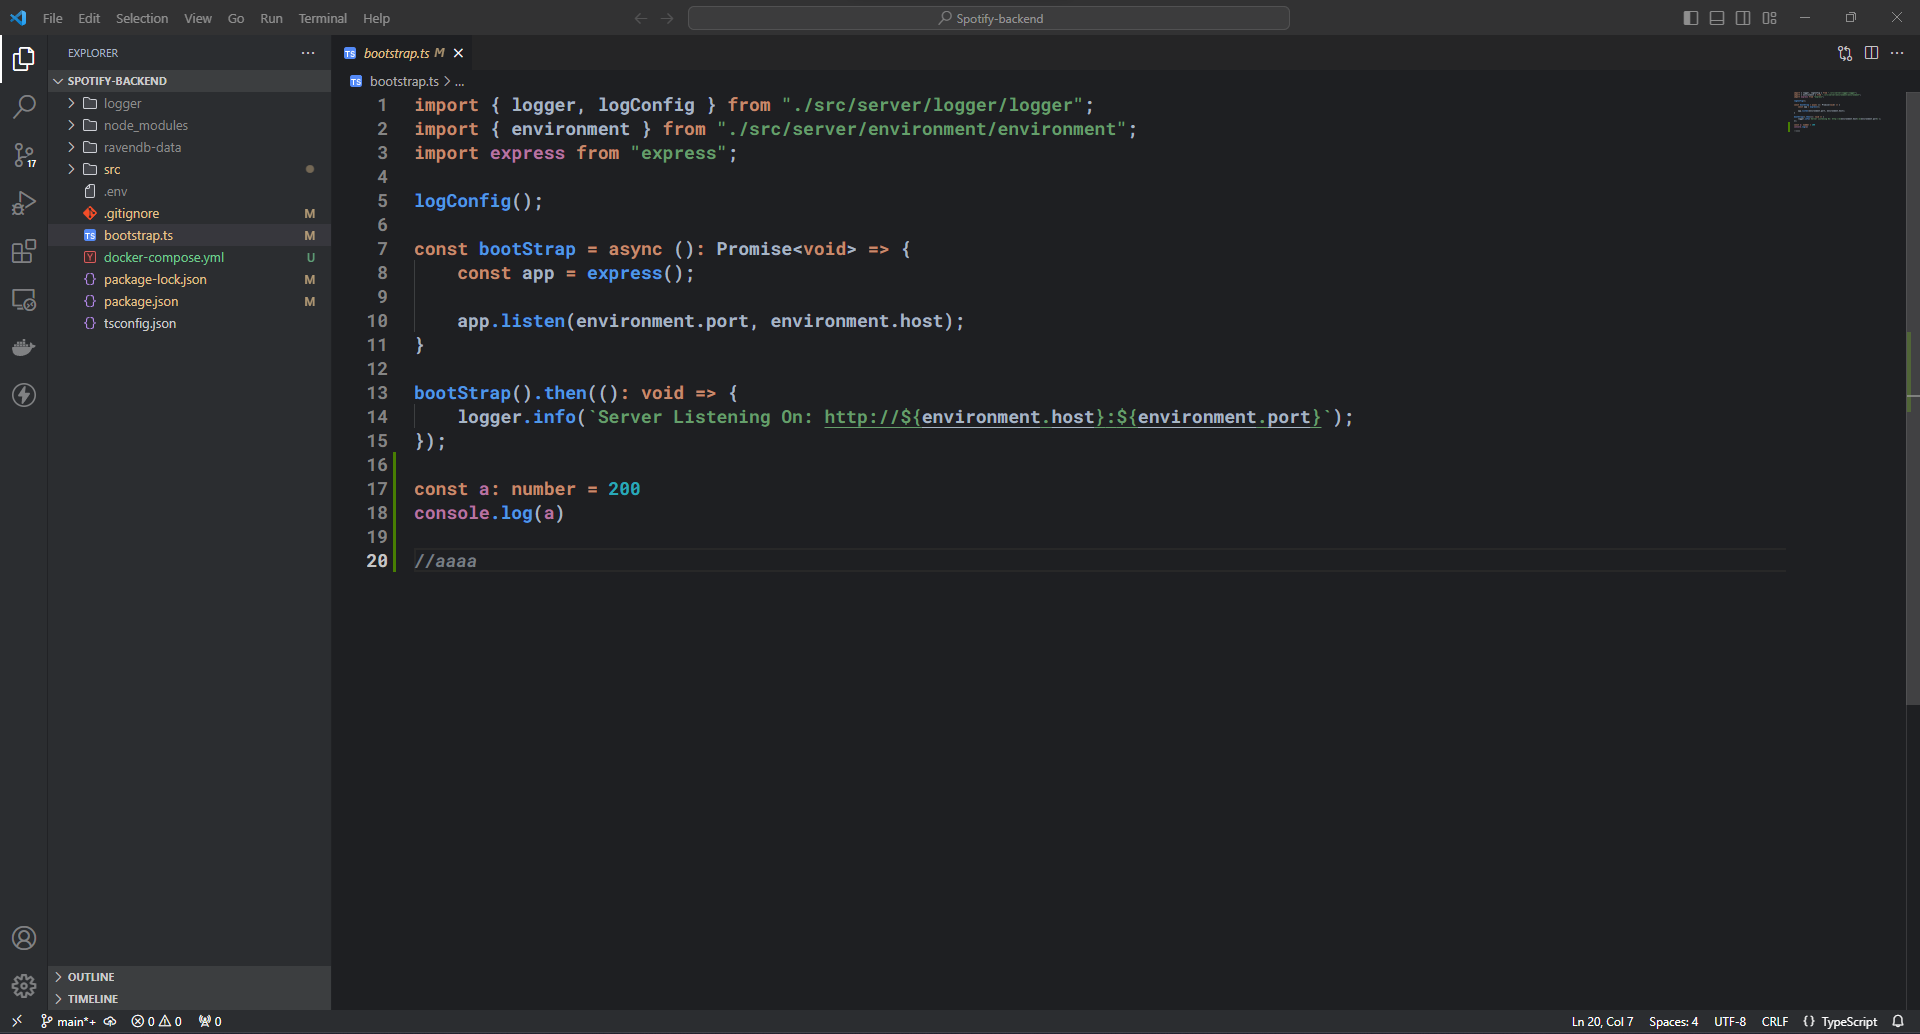 File Edit Selection View Go Run Terminal Help
Spotify-backend
EXPLORER
SPOTIFY-BACKEND
logger
node_modules
ravendb-data
src
.env
.gitignore M
TS bootstrap.ts M
docker-compose.yml U
{} package-lock.json M
{} package.json M
{} tsconfig.json
17
OUTLINE
TIMELINE
TS bootstrap.ts M
TS bootstrap.ts > ...
1 import { logger, logConfig } from "./src/server/logger/logger";
2 import { environment } from "./src/server/environment/environment";
3 import express from "express";
4
5 logConfig();
6
7 const bootStrap = async (): Promise<void> => {
8 const app = express();
9
10 app.listen(environment.port, environment.host);
11 }
12
13 bootStrap().then((): void => {
14 logger.info(`Server Listening On: http://${environment.host}:${environment.port}`);
15 });
16
17 const a: number = 200
18 console.log(a)
19
20 //aaaa
main*+ 0 0 0
Ln 20, Col 7 Spaces: 4 UTF-8 CRLF {} TypeScript